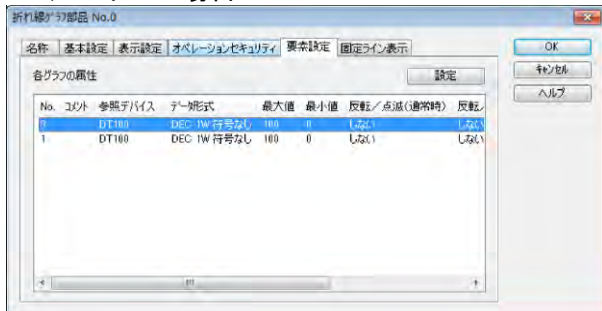 折れ線ｸﾞﾗﾌ部品 No.0
名称 基本設定 表示設定 オペレーションセキュリティ 要素設定 固定ライン表示
OK
ｷｬﾝｾﾙ
ヘルプ
各グラフの属性
設定
No. ｺﾒﾝﾄ 参照デバイス データ形式 最大値 最小値 反転／点滅(通常時) 反転／
0 DT100 DEC 1W 符号なし 100 0 しない しない
1 DT100 DEC 1W 符号なし 100 0 しない しない